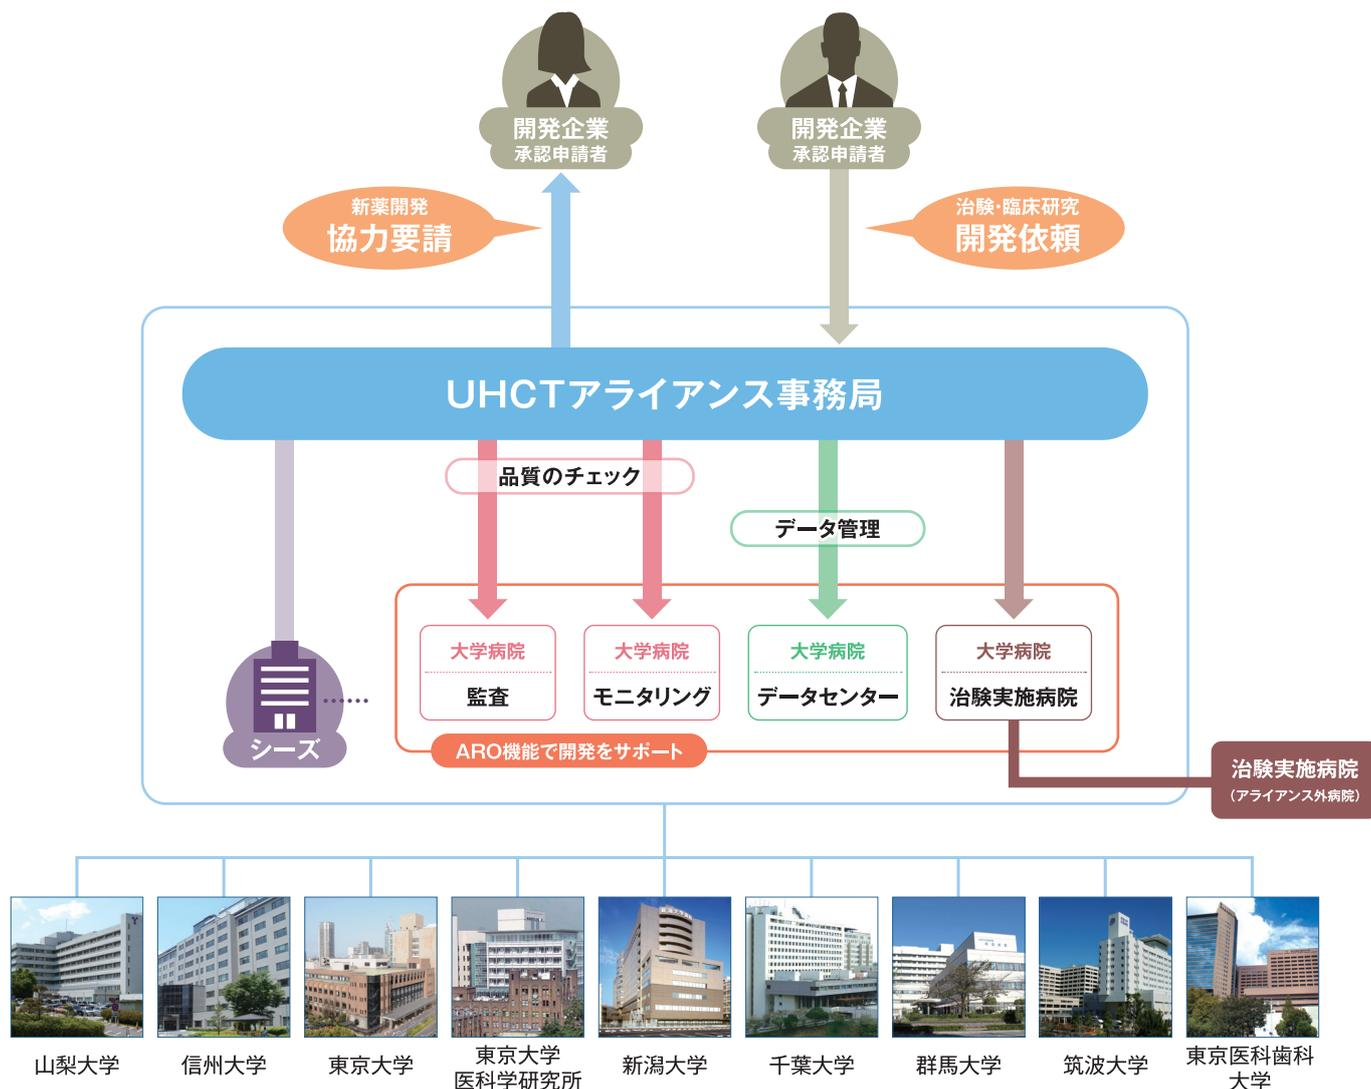 開発企業
承認申請者
開発企業
承認申請者
新薬開発
協力要請
治験・臨床研究
開発依頼
UHCTアライアンス事務局
品質のチェック
データ管理
大学病院
監査
大学病院
モニタリング
大学病院
データセンター
大学病院
治験実施病院
シーズ
ARO機能で開発をサポート
治験実施病院
（アライアンス外病院）
山梨大学
信州大学
東京大学
東京大学
医科学研究所
新潟大学
千葉大学
群馬大学
筑波大学
東京医科歯科
大学